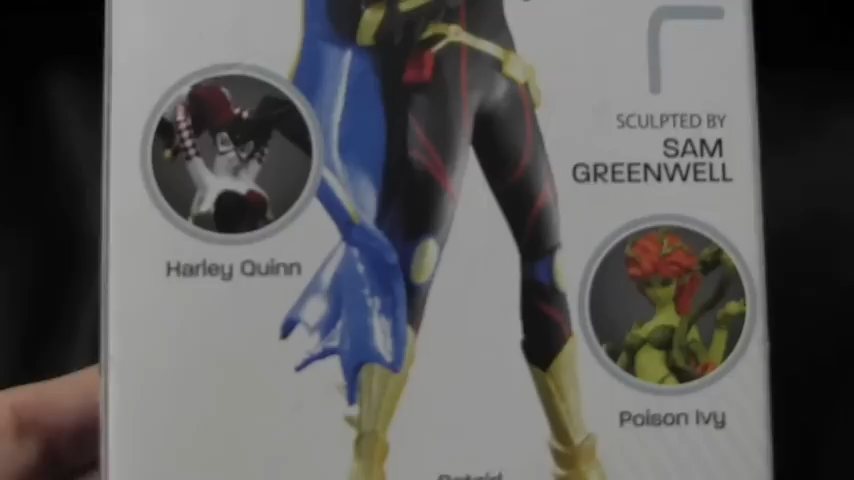 SCULPTED BY
SAM
GREENWELL
Harley Quinn
Poison Ivy